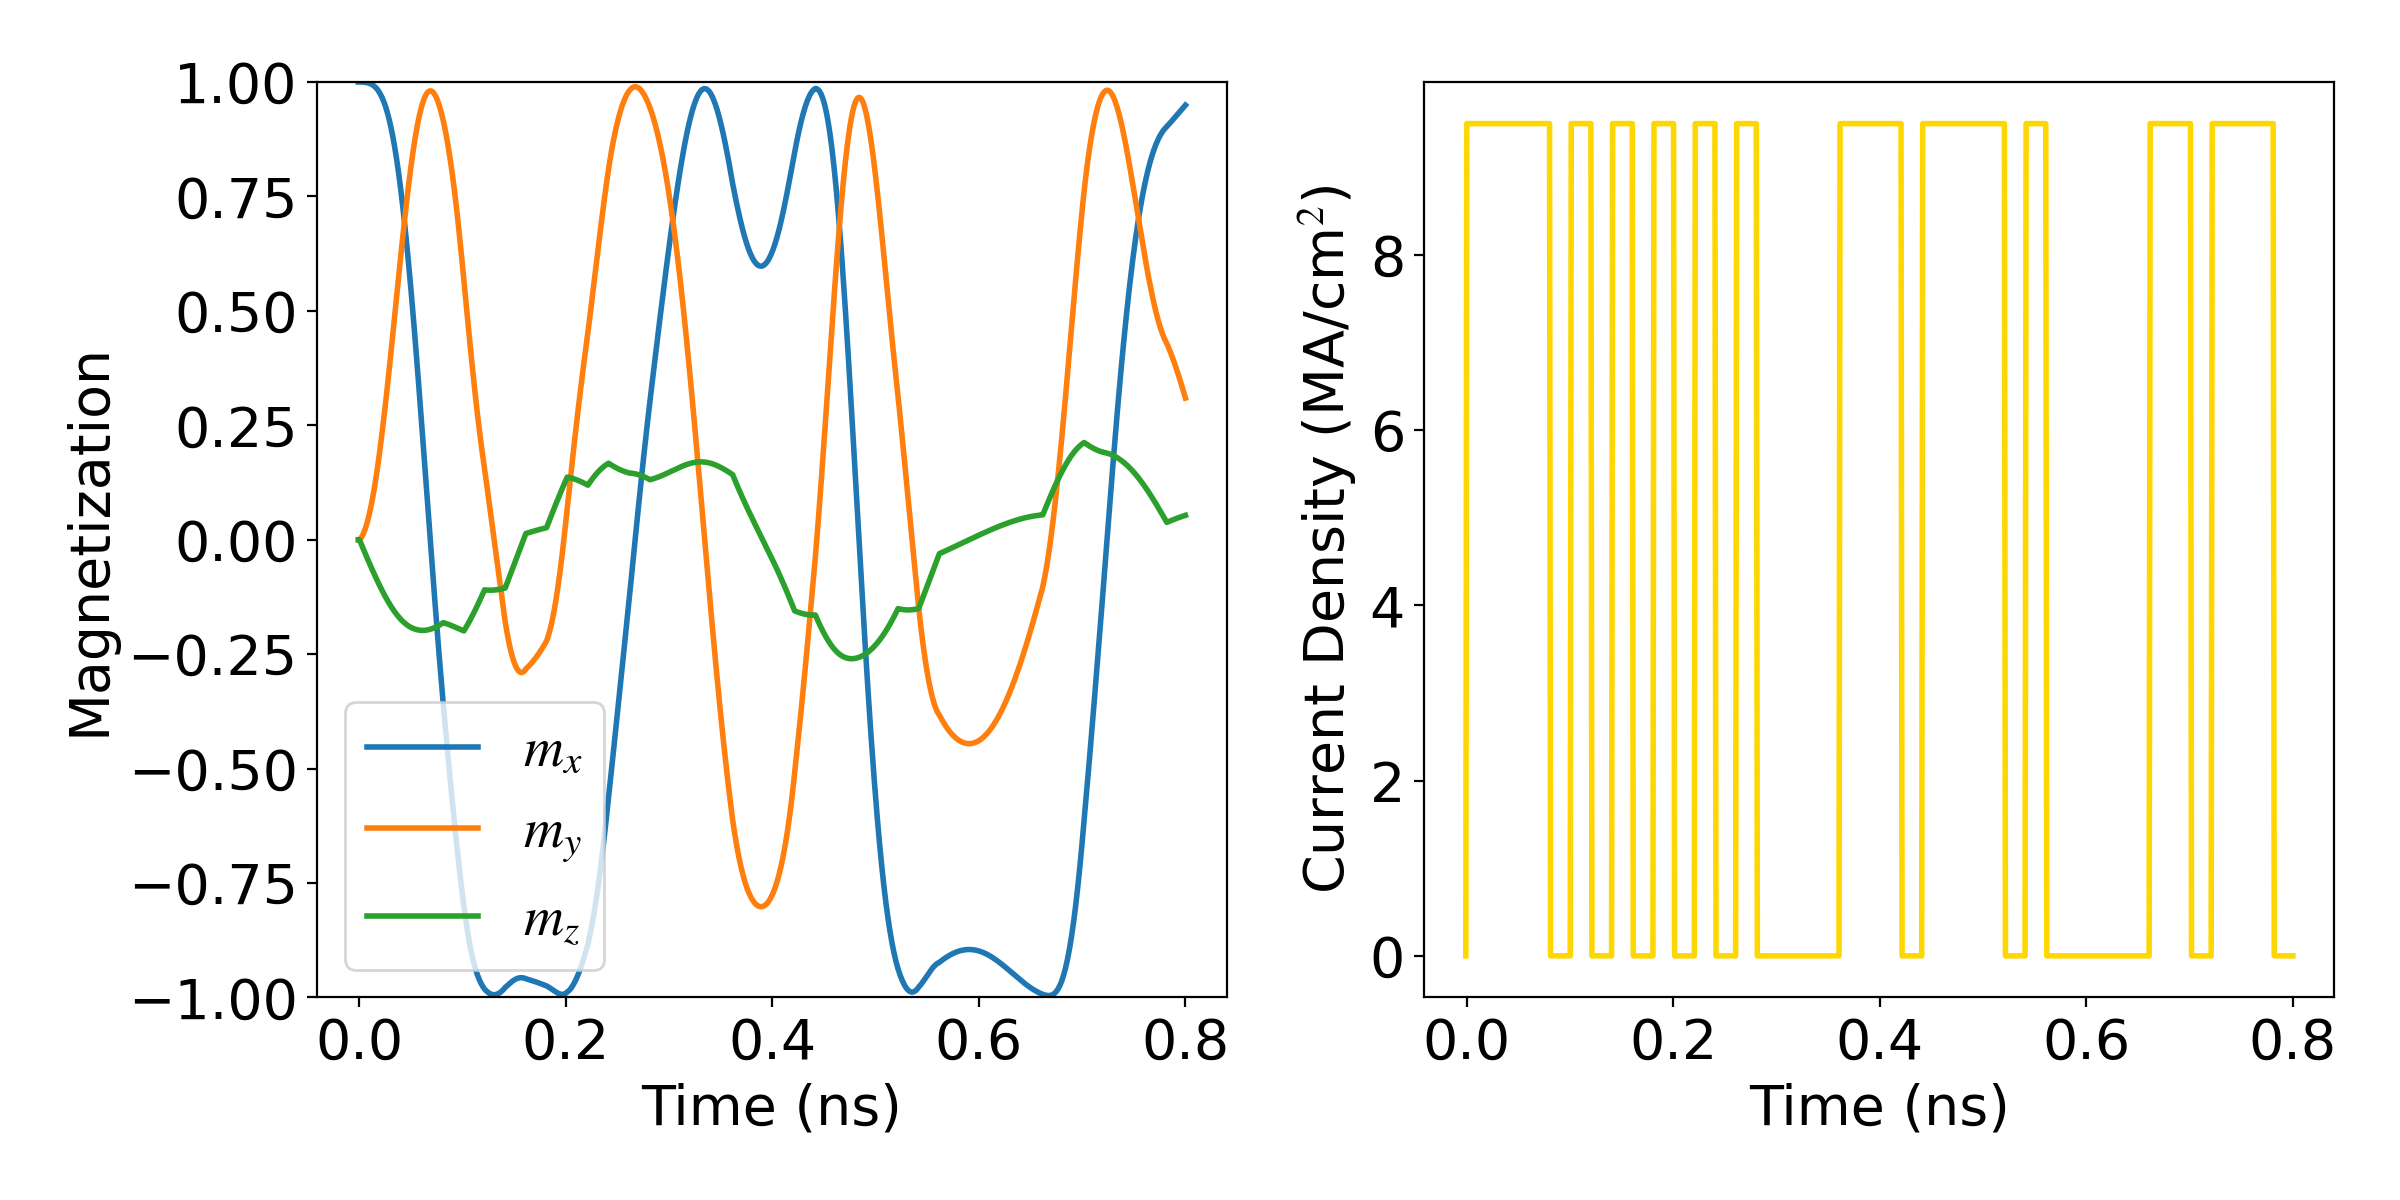 Magnetization
1.00
0.75
0.50
0.25
0.00
−0.25
−0.50
−0.75
−1.00
0.0 0.2 0.4 0.6 0.8
Time (ns)
mₓ
m_y
m_z
Current Density (MA/cm²)
8
6
4
2
0
0.0 0.2 0.4 0.6 0.8
Time (ns)